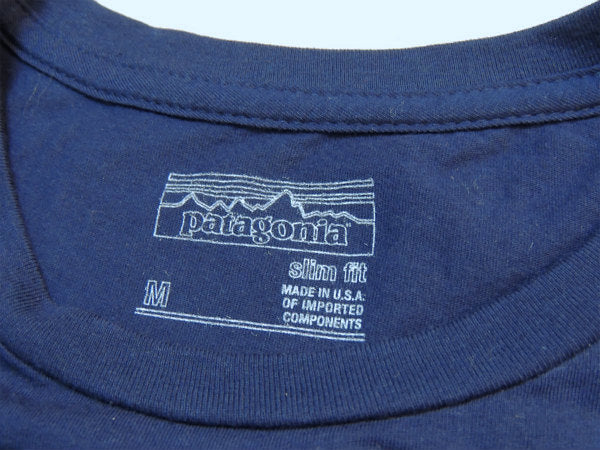 patagonia
slim fit
M
MADE IN U.S.A.
OF IMPORTED
COMPONENTS